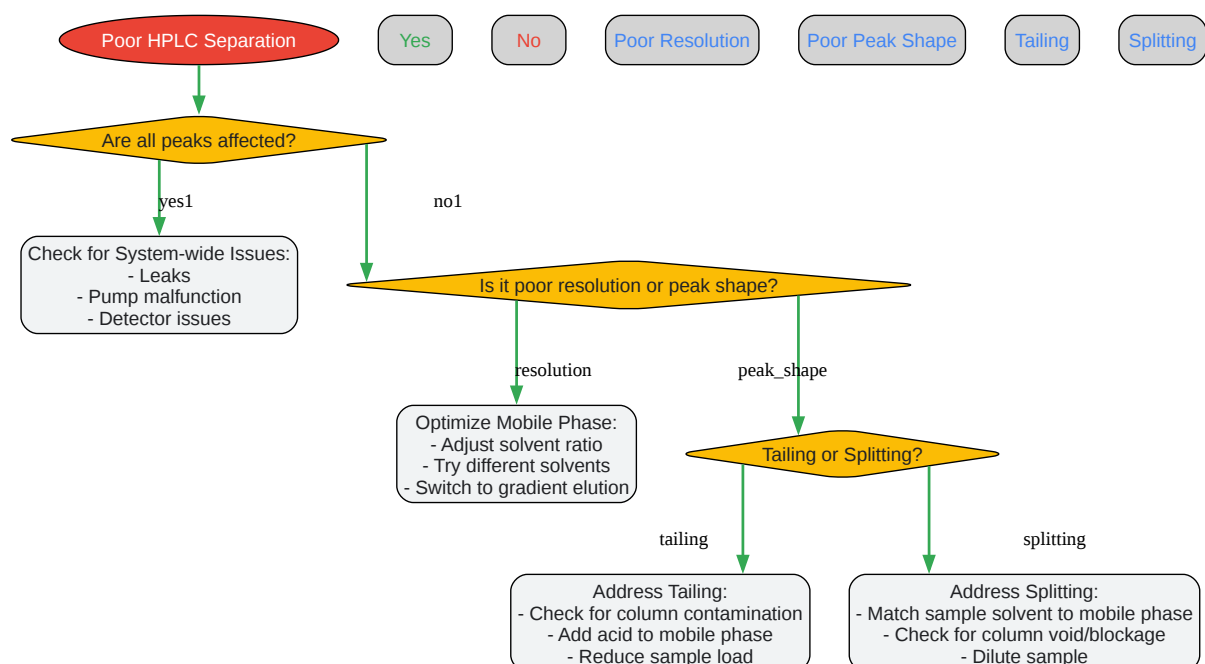 Poor HPLC Separation
Yes
No
Poor Resolution
Poor Peak Shape
Tailing
Splitting
Are all peaks affected?
yes1
no1
Check for System-wide Issues:
- Leaks
- Pump malfunction
- Detector issues
Is it poor resolution or peak shape?
resolution
peak_shape
Optimize Mobile Phase:
- Adjust solvent ratio
- Try different solvents
- Switch to gradient elution
Tailing or Splitting?
tailing
splitting
Address Tailing:
- Check for column contamination
- Add acid to mobile phase
- Reduce sample load
Address Splitting:
- Match sample solvent to mobile phase
- Check for column void/blockage
- Dilute sample